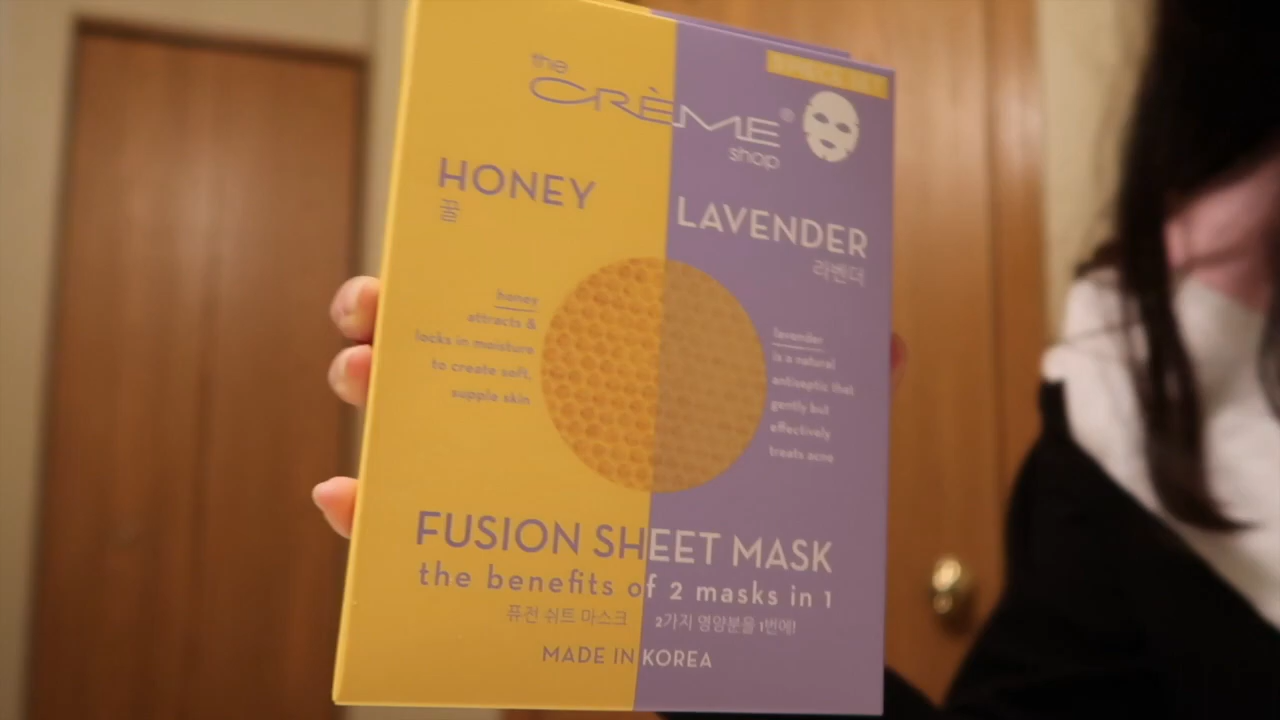 the
CRÈME®
shop
HONEY
꿀
LAVENDER
라벤더
honey
attracts &
locks in moisture
to create soft,
supple skin
lavender
is a natural
antiseptic that
gently but
effectively
treats acne
FUSION SHEET MASK
the benefits of 2 masks in 1
퓨전 쉬트 마스크 2가지 영양분을 1번에!
MADE IN KOREA